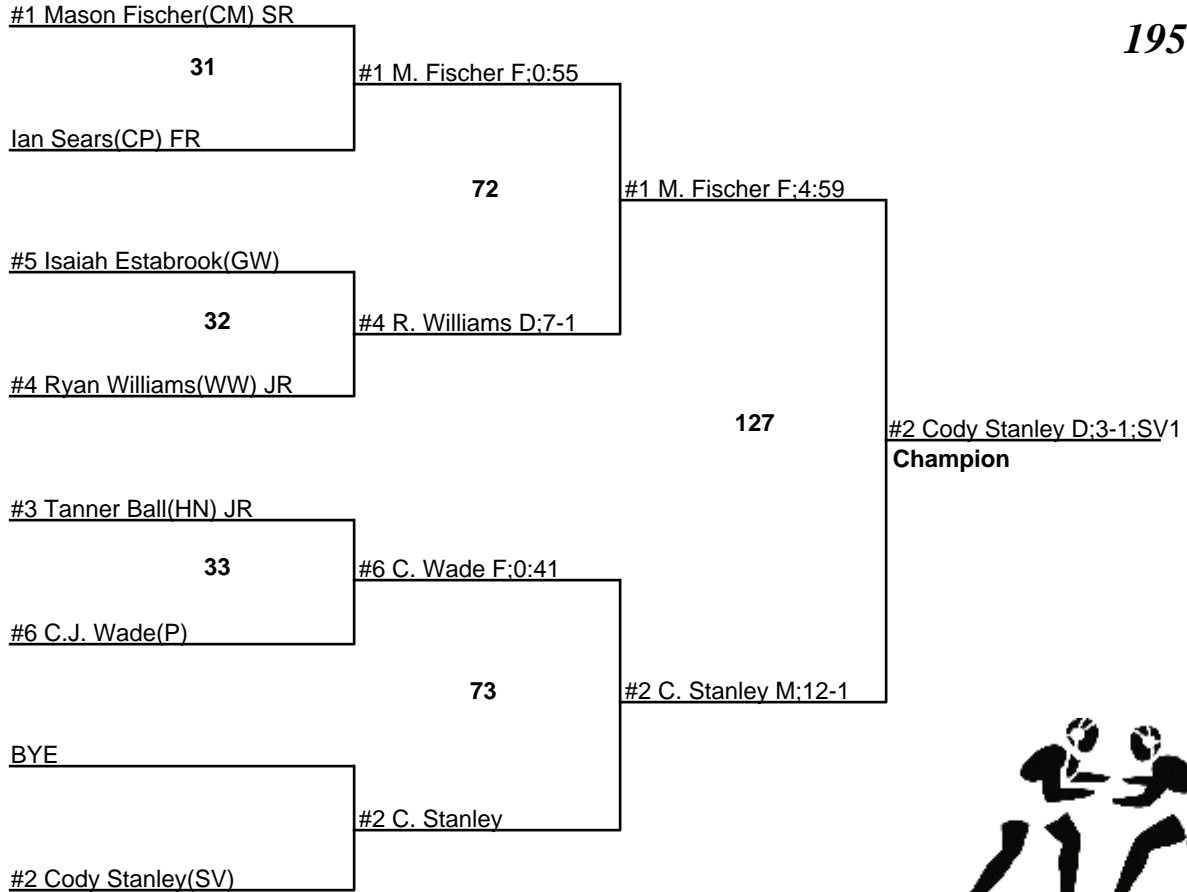 #1 Mason Fischer(CM) SR
195
31
#1 M. Fischer F;0:55
Ian Sears(CP) FR
72
#1 M. Fischer F;4:59
#5 Isaiah Estabrook(GW)
32
#4 R. Williams D;7-1
#4 Ryan Williams(WW) JR
127
#2 Cody Stanley D;3-1;SV1
Champion
#3 Tanner Ball(HN) JR
33
#6 C. Wade F;0:41
#6 C.J. Wade(P)
73
#2 C. Stanley M;12-1
BYE
#2 C. Stanley
#2 Cody Stanley(SV)